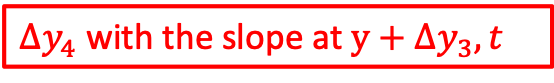 Δy₄ with the slope at y + Δy₃, t